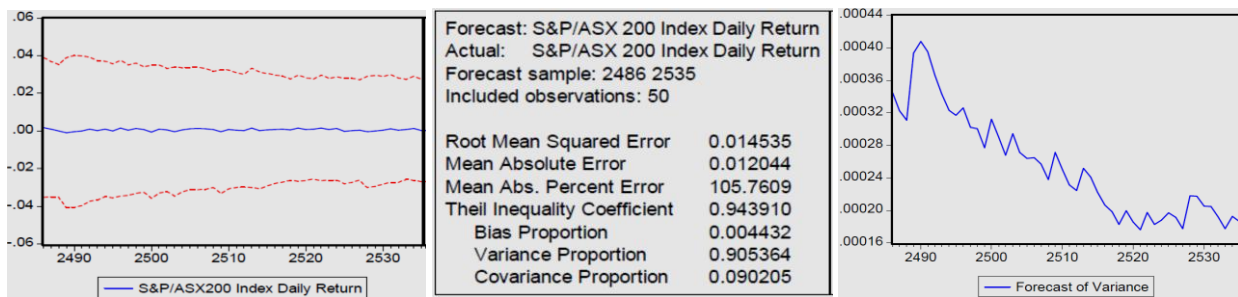 .06
.04
.02
.00
-.02
-.04
-.06
2490 2500 2510 2520 2530
S&P/ASX200 Index Daily Return
Forecast: S&P/ASX 200 Index Daily Return
Actual: S&P/ASX 200 Index Daily Return
Forecast sample: 2486 2535
Included observations: 50
Root Mean Squared Error 0.014535
Mean Absolute Error 0.012044
Mean Abs. Percent Error 105.7609
Theil Inequality Coefficient 0.943910
Bias Proportion 0.004432
Variance Proportion 0.905364
Covariance Proportion 0.090205
.00044
.00040
.00036
.00032
.00028
.00024
.00020
.00016
2490 2500 2510 2520 2530
Forecast of Variance